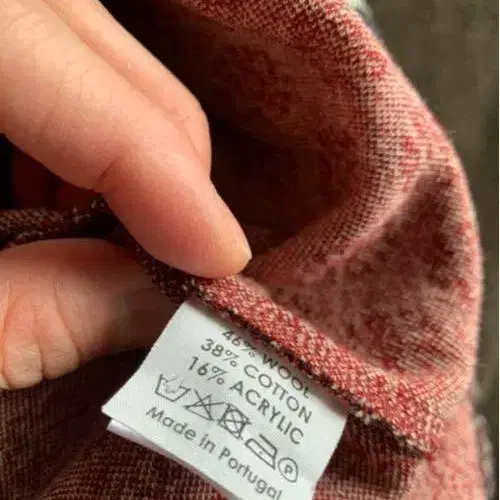 46% WOOL
38% COTTON
16% ACRYLIC
P
Made in Portugal